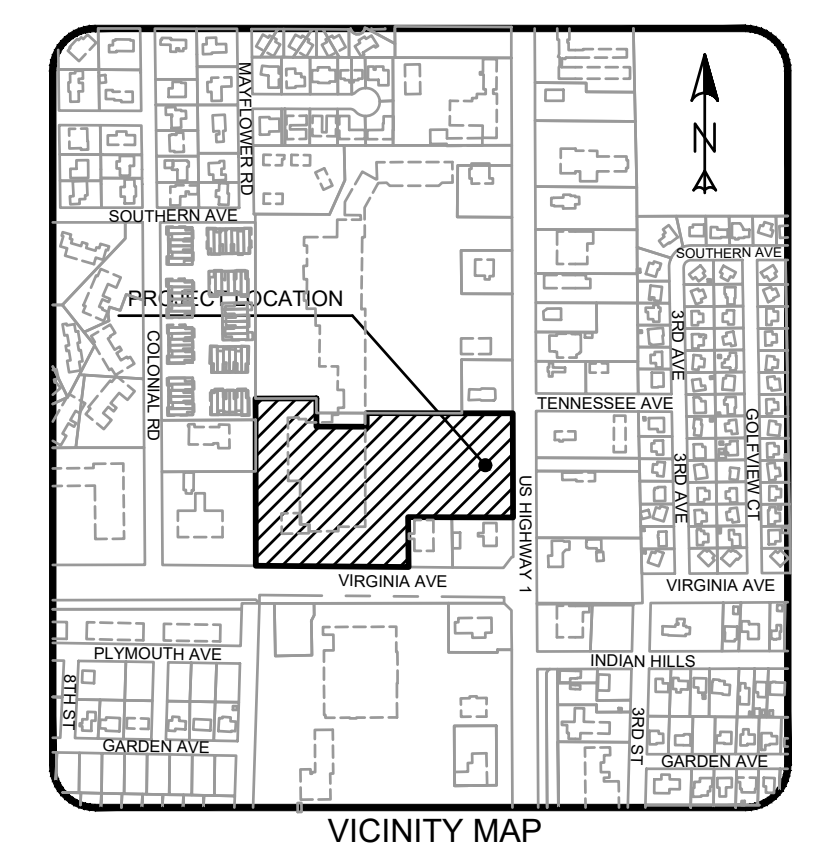 MAYFLOWER RD
N
SOUTHERN AVE
SOUTHERN AVE
PROJECT LOCATION
COLONIAL RD
3RD AVE
TENNESSEE AVE
GOLFVIEW CT
3RD AVE
US HIGHWAY 1
VIRGINIA AVE
VIRGINIA AVE
PLYMOUTH AVE
INDIAN HILLS
8TH ST
3RD ST
GARDEN AVE
GARDEN AVE
VICINITY MAP